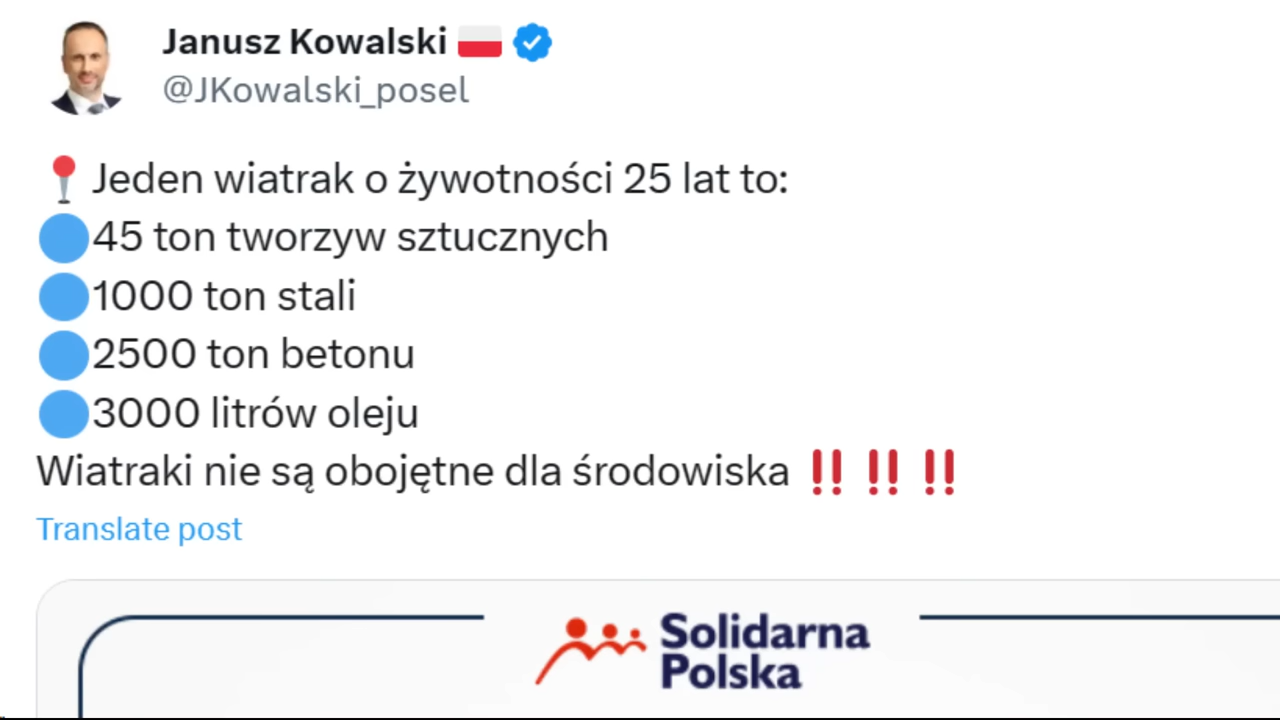 Janusz Kowalski 🇵🇱
@JKowalski_posel
📍Jeden wiatrak o żywotności 25 lat to:
🔵45 ton tworzyw sztucznych
🔵1000 ton stali
🔵2500 ton betonu
🔵3000 litrów oleju
Wiatraki nie są obojętne dla środowiska ‼️ ‼️ ‼️
Translate post
Solidarna
Polska